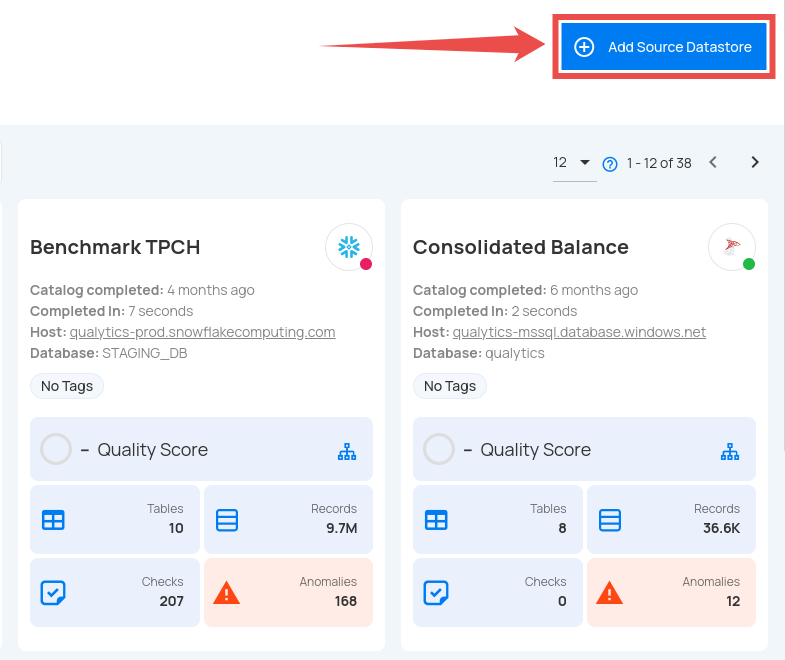 Add Source Datastore
12 1 - 12 of 38
Benchmark TPCH
Catalog completed: 4 months ago
Completed In: 7 seconds
Host: qualytics-prod.snowflakecomputing.com
Database: STAGING_DB
No Tags
– Quality Score
Tables
10
Records
9.7M
Checks
207
Anomalies
168
Consolidated Balance
Catalog completed: 6 months ago
Completed In: 2 seconds
Host: qualytics-mssql.database.windows.net
Database: qualytics
No Tags
– Quality Score
Tables
8
Records
36.6K
Checks
0
Anomalies
12